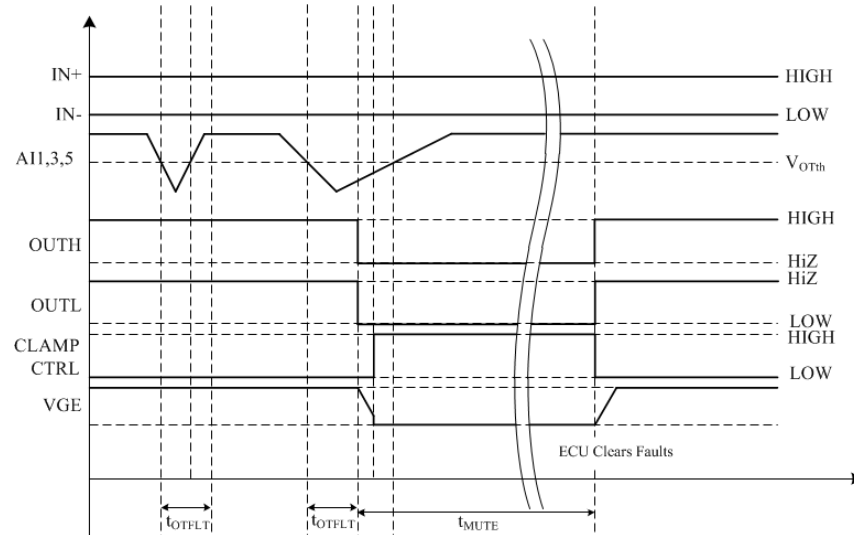 IN+ HIGH
IN- LOW
AI1,3,5 VOTth
OUTH HIGH
HiZ
OUTL HiZ
LOW
CLAMP CTRL HIGH
LOW
VGE
ECU Clears Faults
tOTFLT tOTFLT tMUTE